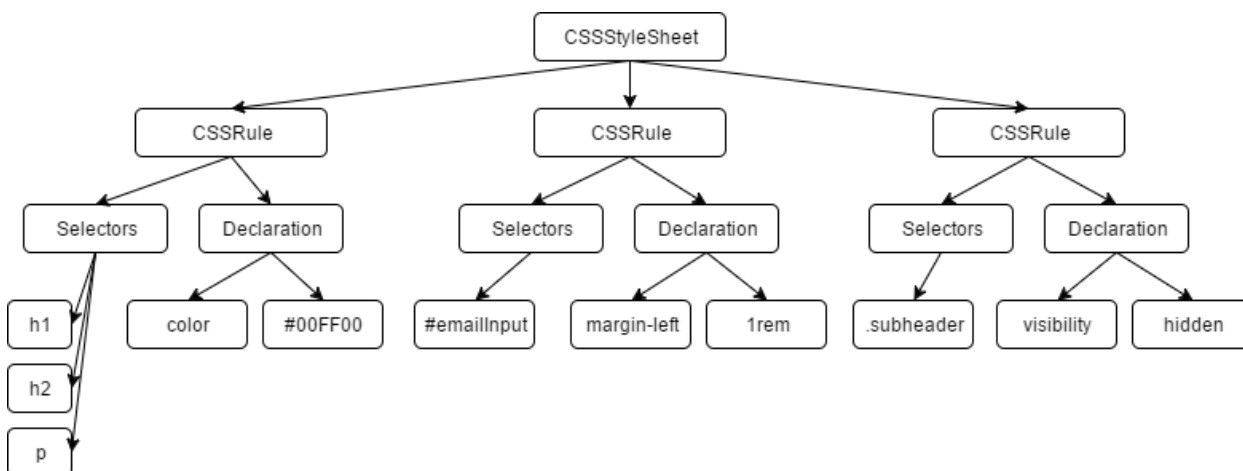 CSSStyleSheet
CSSRule
CSSRule
CSSRule
Selectors
Declaration
Selectors
Declaration
Selectors
Declaration
h1
color
#00FF00
#emailInput
margin-left
1rem
.subheader
visibility
hidden
h2
p